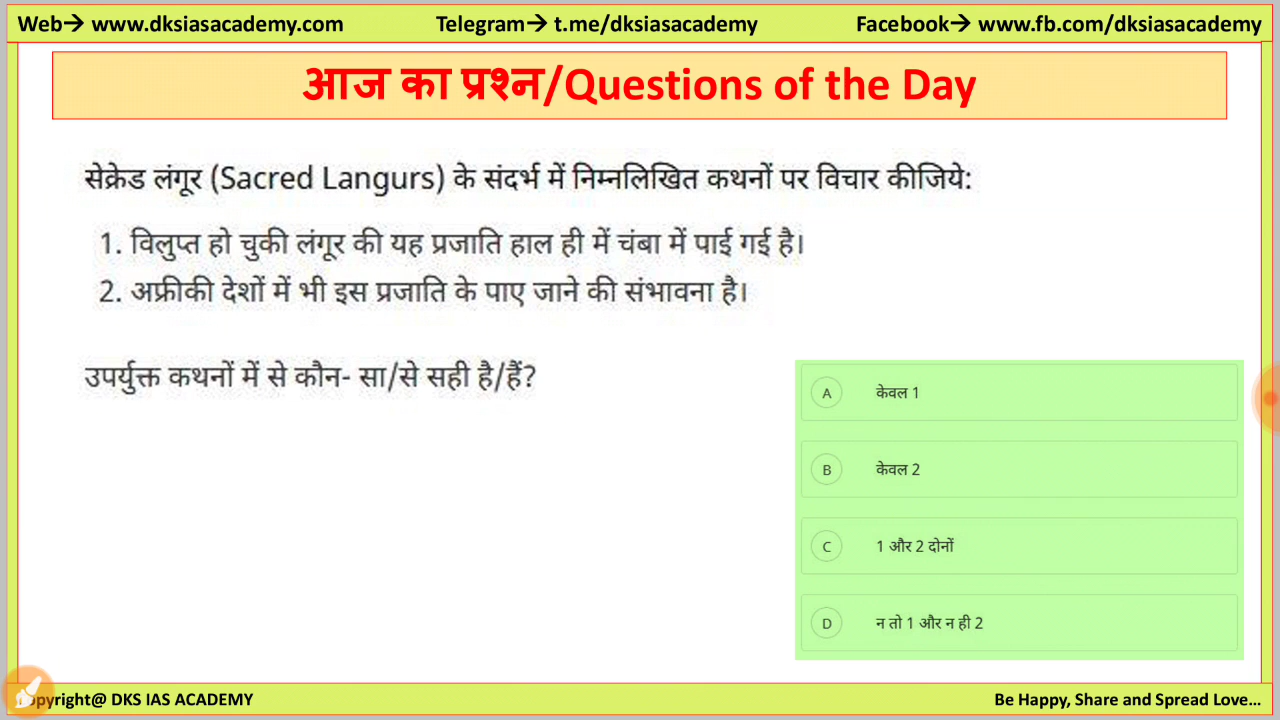 Web→ www.dksiasacademy.com Telegram→ t.me/dksiasacademy Facebook→ www.fb.com/dksiasacademy
आज का प्रश्न/Questions of the Day
सेक्रेड लंगूर (Sacred Langurs) के संदर्भ में निम्नलिखित कथनों पर विचार कीजिये:
1. विलुप्त हो चुकी लंगूर की यह प्रजाति हाल ही में चंबा में पाई गई है।
2. अफ्रीकी देशों में भी इस प्रजाति के पाए जाने की संभावना है।
उपर्युक्त कथनों में से कौन- सा/से सही है/हैं?
A केवल 1
B केवल 2
C 1 और 2 दोनों
D न तो 1 और न ही 2
pyright@ DKS IAS ACADEMY Be Happy, Share and Spread Love...